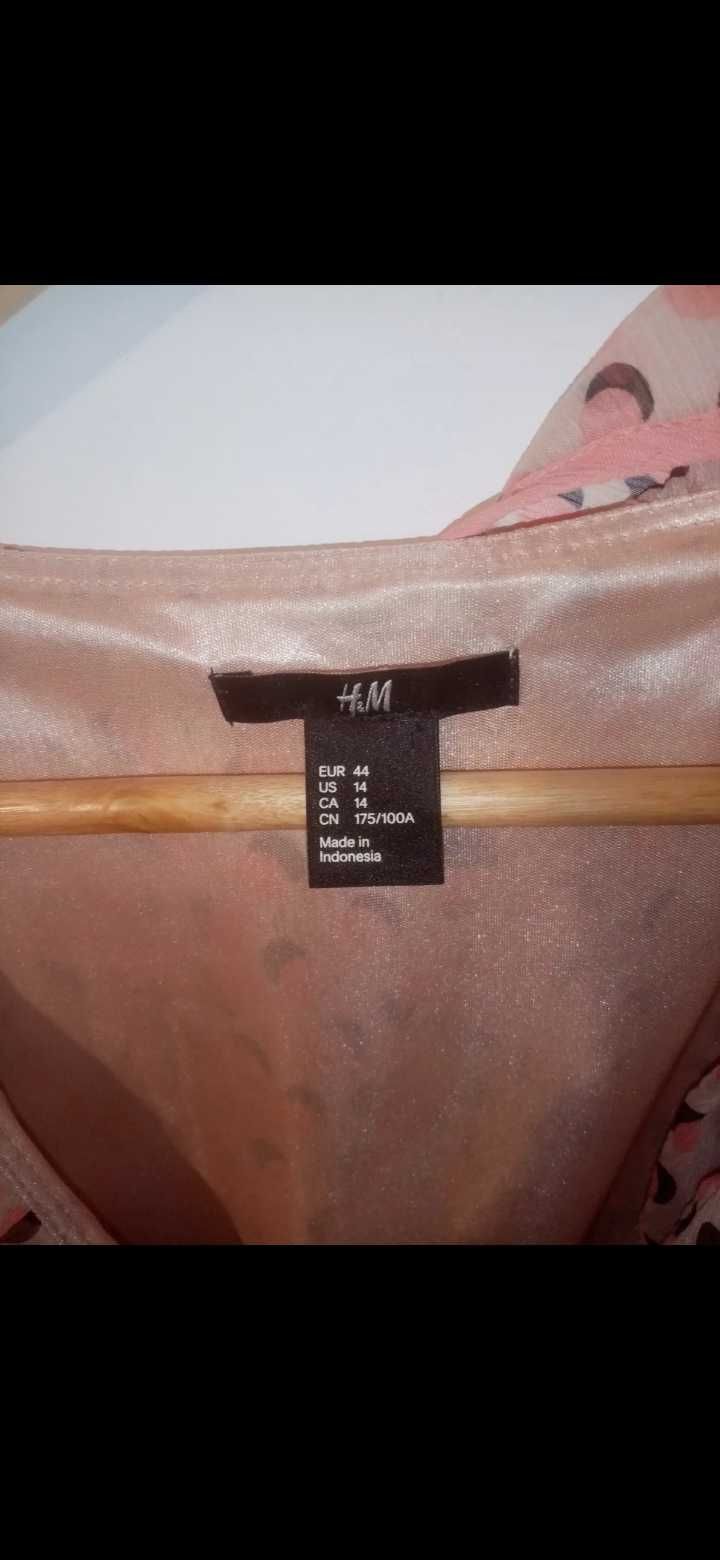 H&M
EUR 44
US 14
CA 14
CN 175/100A
Made in
Indonesia